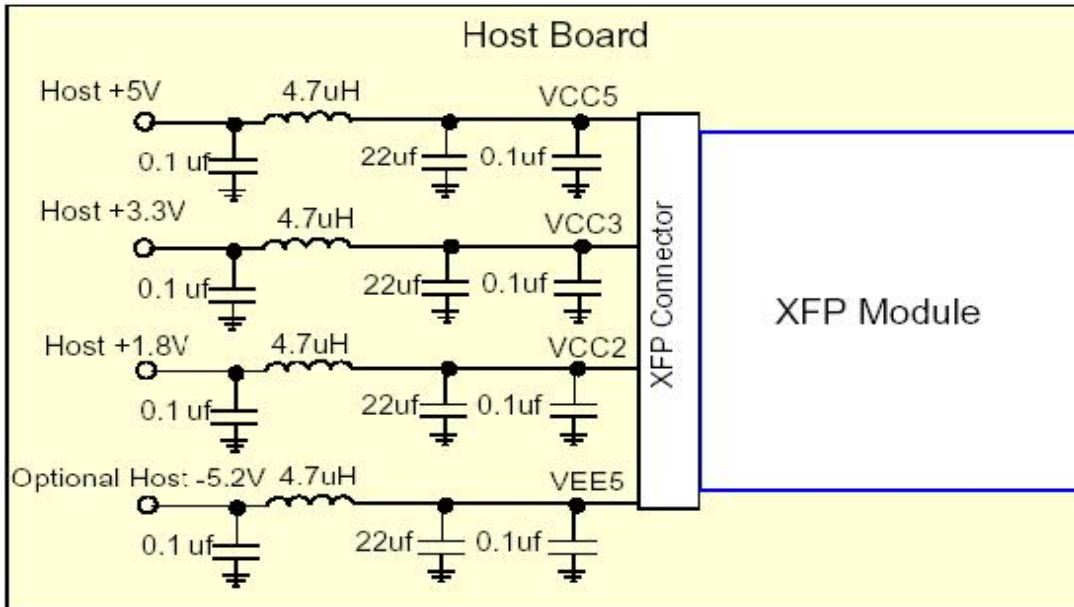 Host Board
Host +5V
4.7uH
VCC5
0.1 uf
22uf
0.1uf
Host +3.3V
4.7uH
VCC3
0.1 uf
22uf
0.1uf
Host +1.8V
4.7uH
VCC2
0.1 uf
22uf
0.1uf
Optional Host -5.2V
4.7uH
VEE5
0.1 uf
22uf
0.1uf
XFP Connector
XFP Module